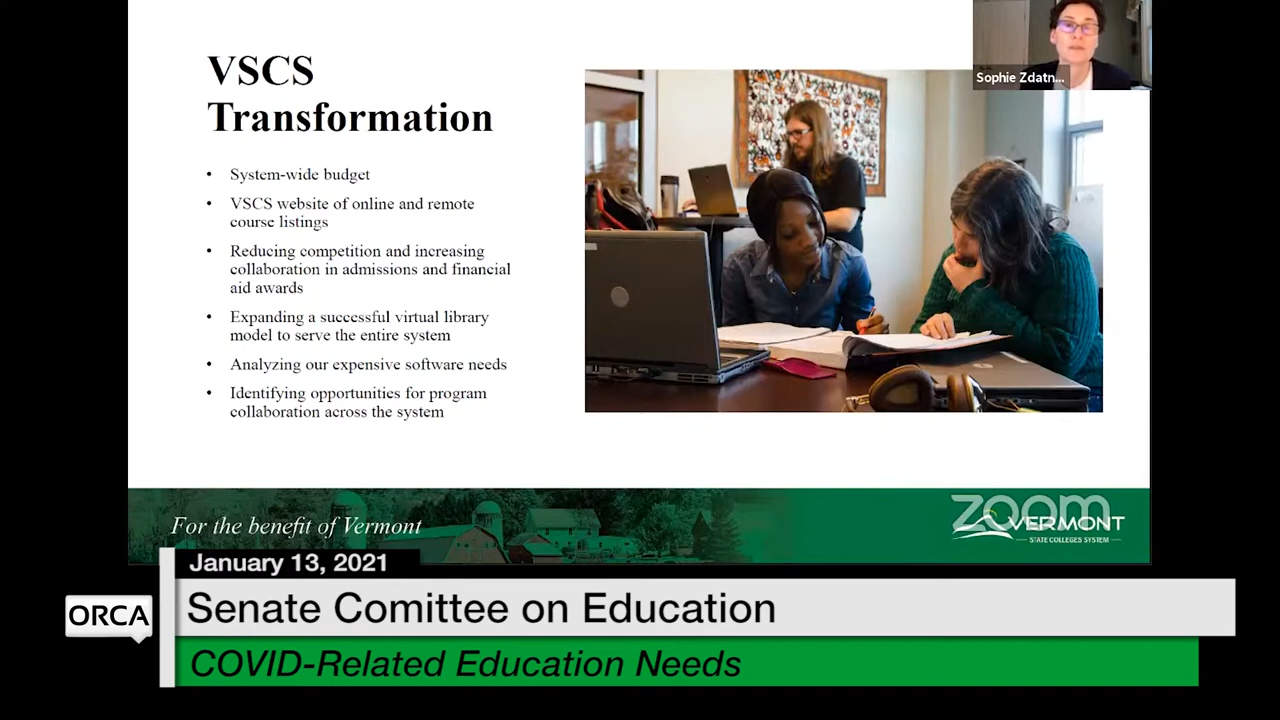 VSCS
Transformation
• System-wide budget
• VSCS website of online and remote
course listings
• Reducing competition and increasing
collaboration in admissions and financial
aid awards
• Expanding a successful virtual library
model to serve the entire system
• Analyzing our expensive software needs
• Identifying opportunities for program
collaboration across the system
Sophie Zdatn...
For the benefit of Vermont
zoom
VERMONT
STATE COLLEGES SYSTEM
January 13, 2021
ORCA
Senate Comittee on Education
COVID-Related Education Needs